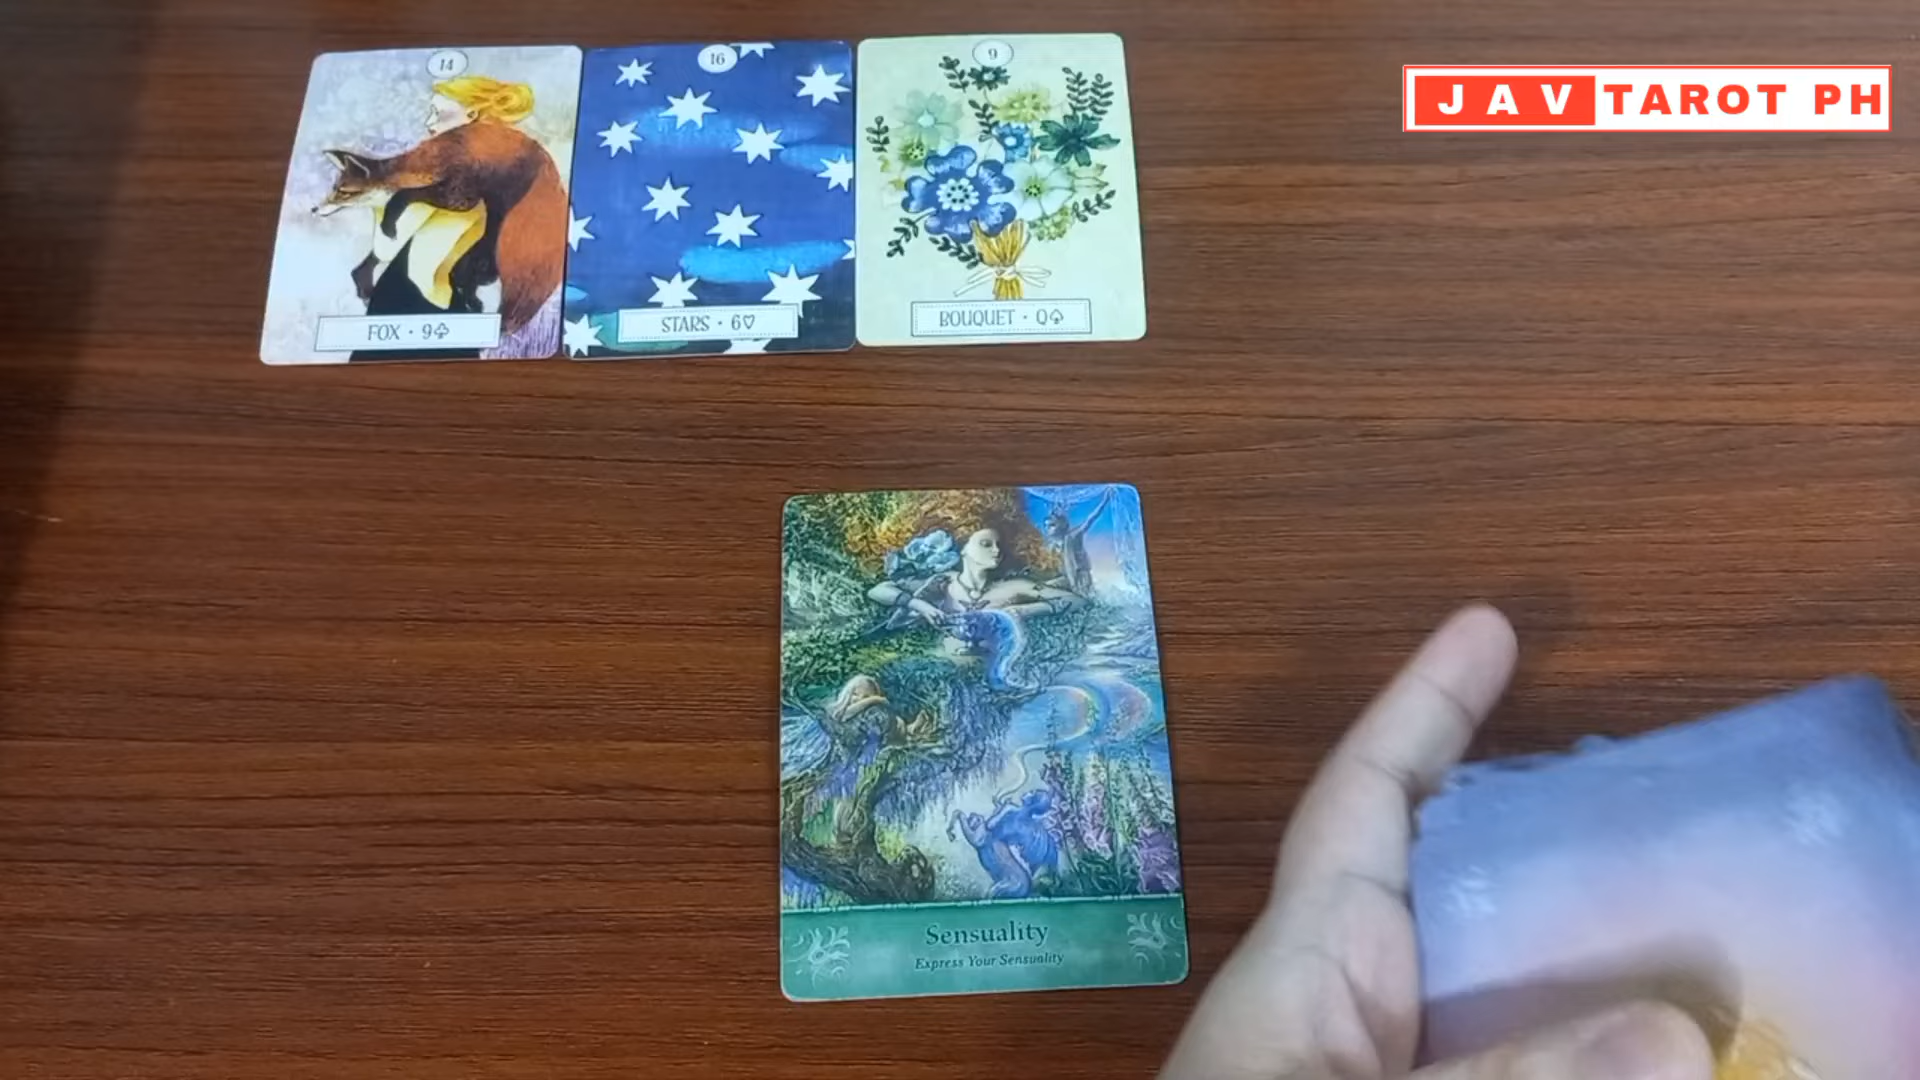 14
16
9
JAV TAROT PH
FOX · 9♧
STARS · 6♡
BOUQUET · Q♤
Sensuality
Express Your Sensuality